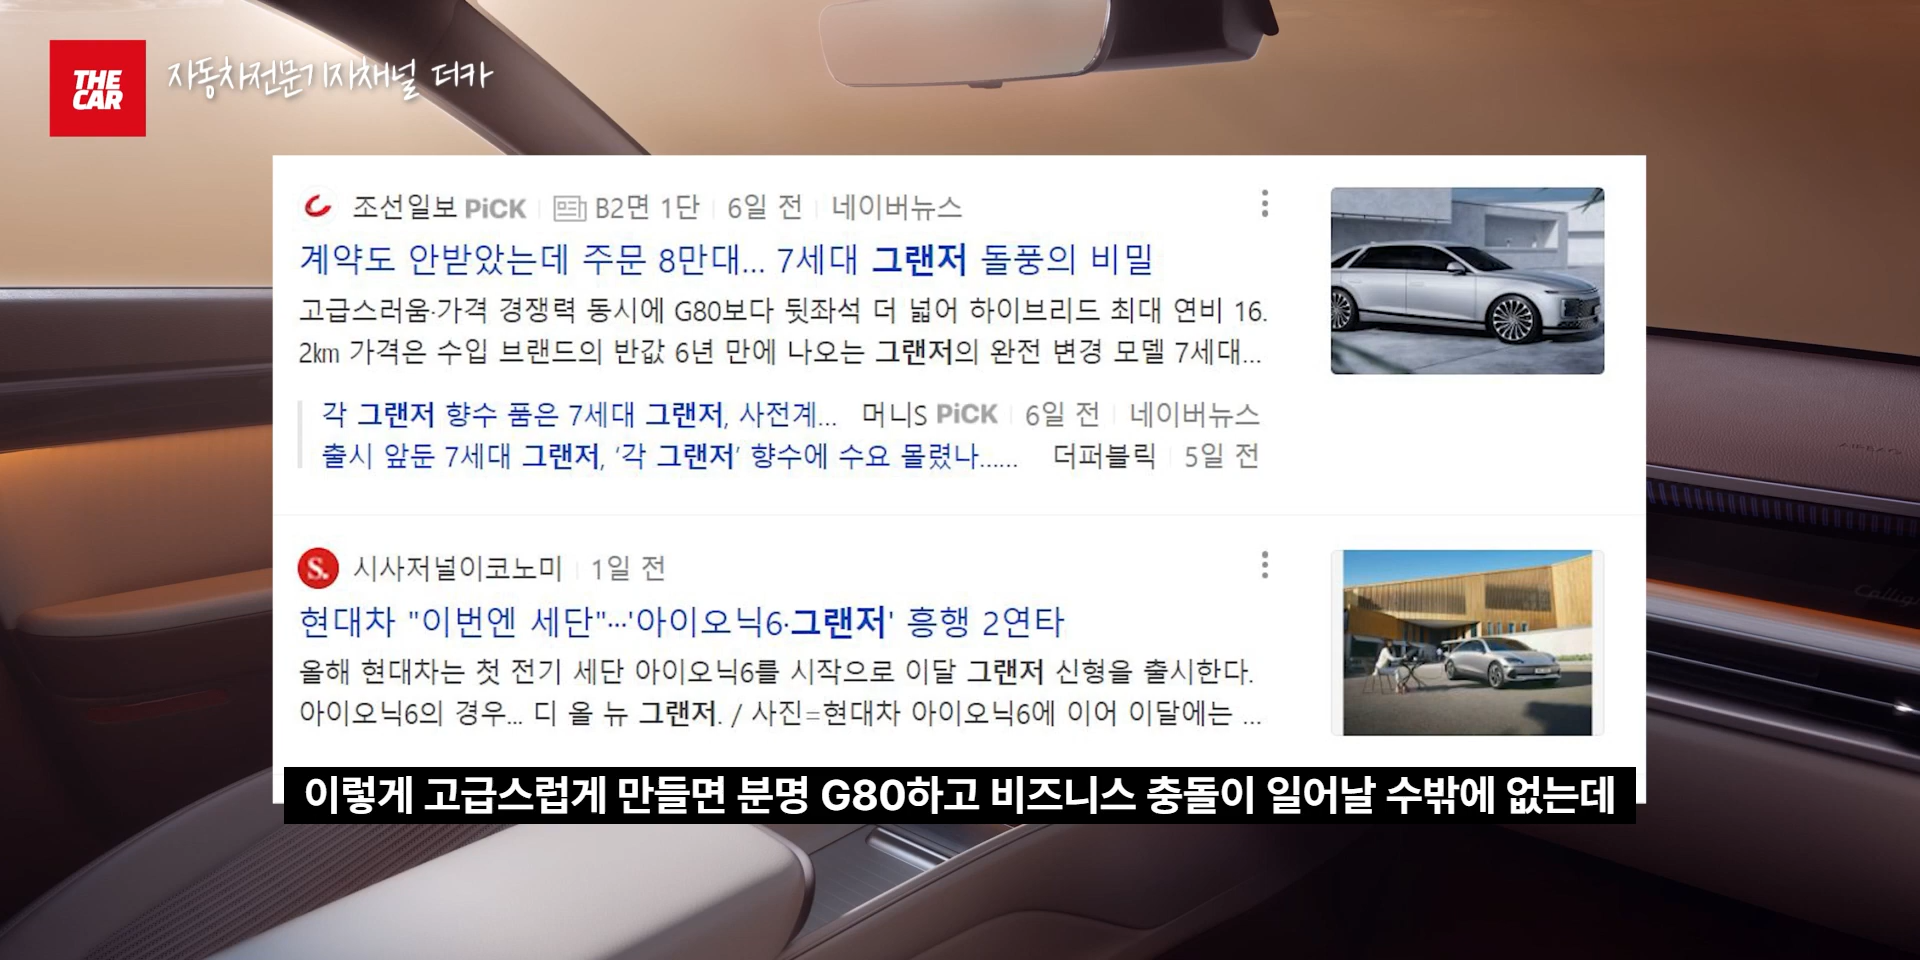 THE
CAR
자동차전문기자채널 더카
조선일보 PiCK B2면 1단 6일 전 네이버뉴스
계약도 안받았는데 주문 8만대... 7세대 그랜저 돌풍의 비밀
고급스러움·가격 경쟁력 동시에 G80보다 뒷좌석 더 넓어 하이브리드 최대 연비 16.
2㎞ 가격은 수입 브랜드의 반값 6년 만에 나오는 그랜저의 완전 변경 모델 7세대...
각 그랜저 향수 품은 7세대 그랜저, 사전계... 머니S PiCK 6일 전 네이버뉴스
출시 앞둔 7세대 그랜저, '각 그랜저' 향수에 수요 몰렸나...... 더퍼블릭 5일 전
S. 시사저널이코노미 1일 전
현대차 "이번엔 세단"…'아이오닉6·그랜저' 흥행 2연타
올해 현대차는 첫 전기 세단 아이오닉6를 시작으로 이달 그랜저 신형을 출시한다.
아이오닉6의 경우... 디 올 뉴 그랜저. / 사진=현대차 아이오닉6에 이어 이달에는 ...
이렇게 고급스럽게 만들면 분명 G80하고 비즈니스 충돌이 일어날 수밖에 없는데